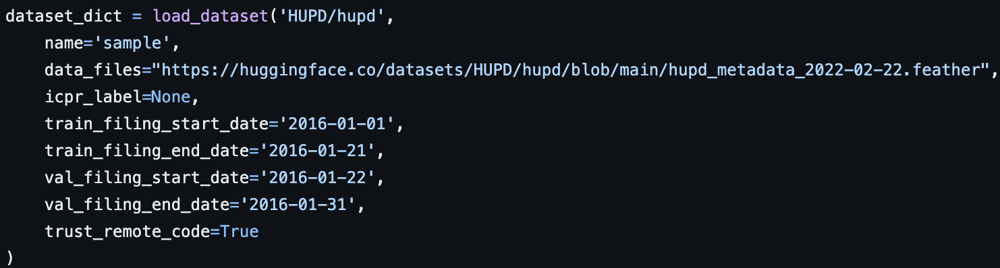 dataset_dict = load_dataset('HUPD/hupd',
    name='sample',
    data_files="https://huggingface.co/datasets/HUPD/hupd/blob/main/hupd_metadata_2022-02-22.feather",
    icpr_label=None,
    train_filing_start_date='2016-01-01',
    train_filing_end_date='2016-01-21',
    val_filing_start_date='2016-01-22',
    val_filing_end_date='2016-01-31',
    trust_remote_code=True
)